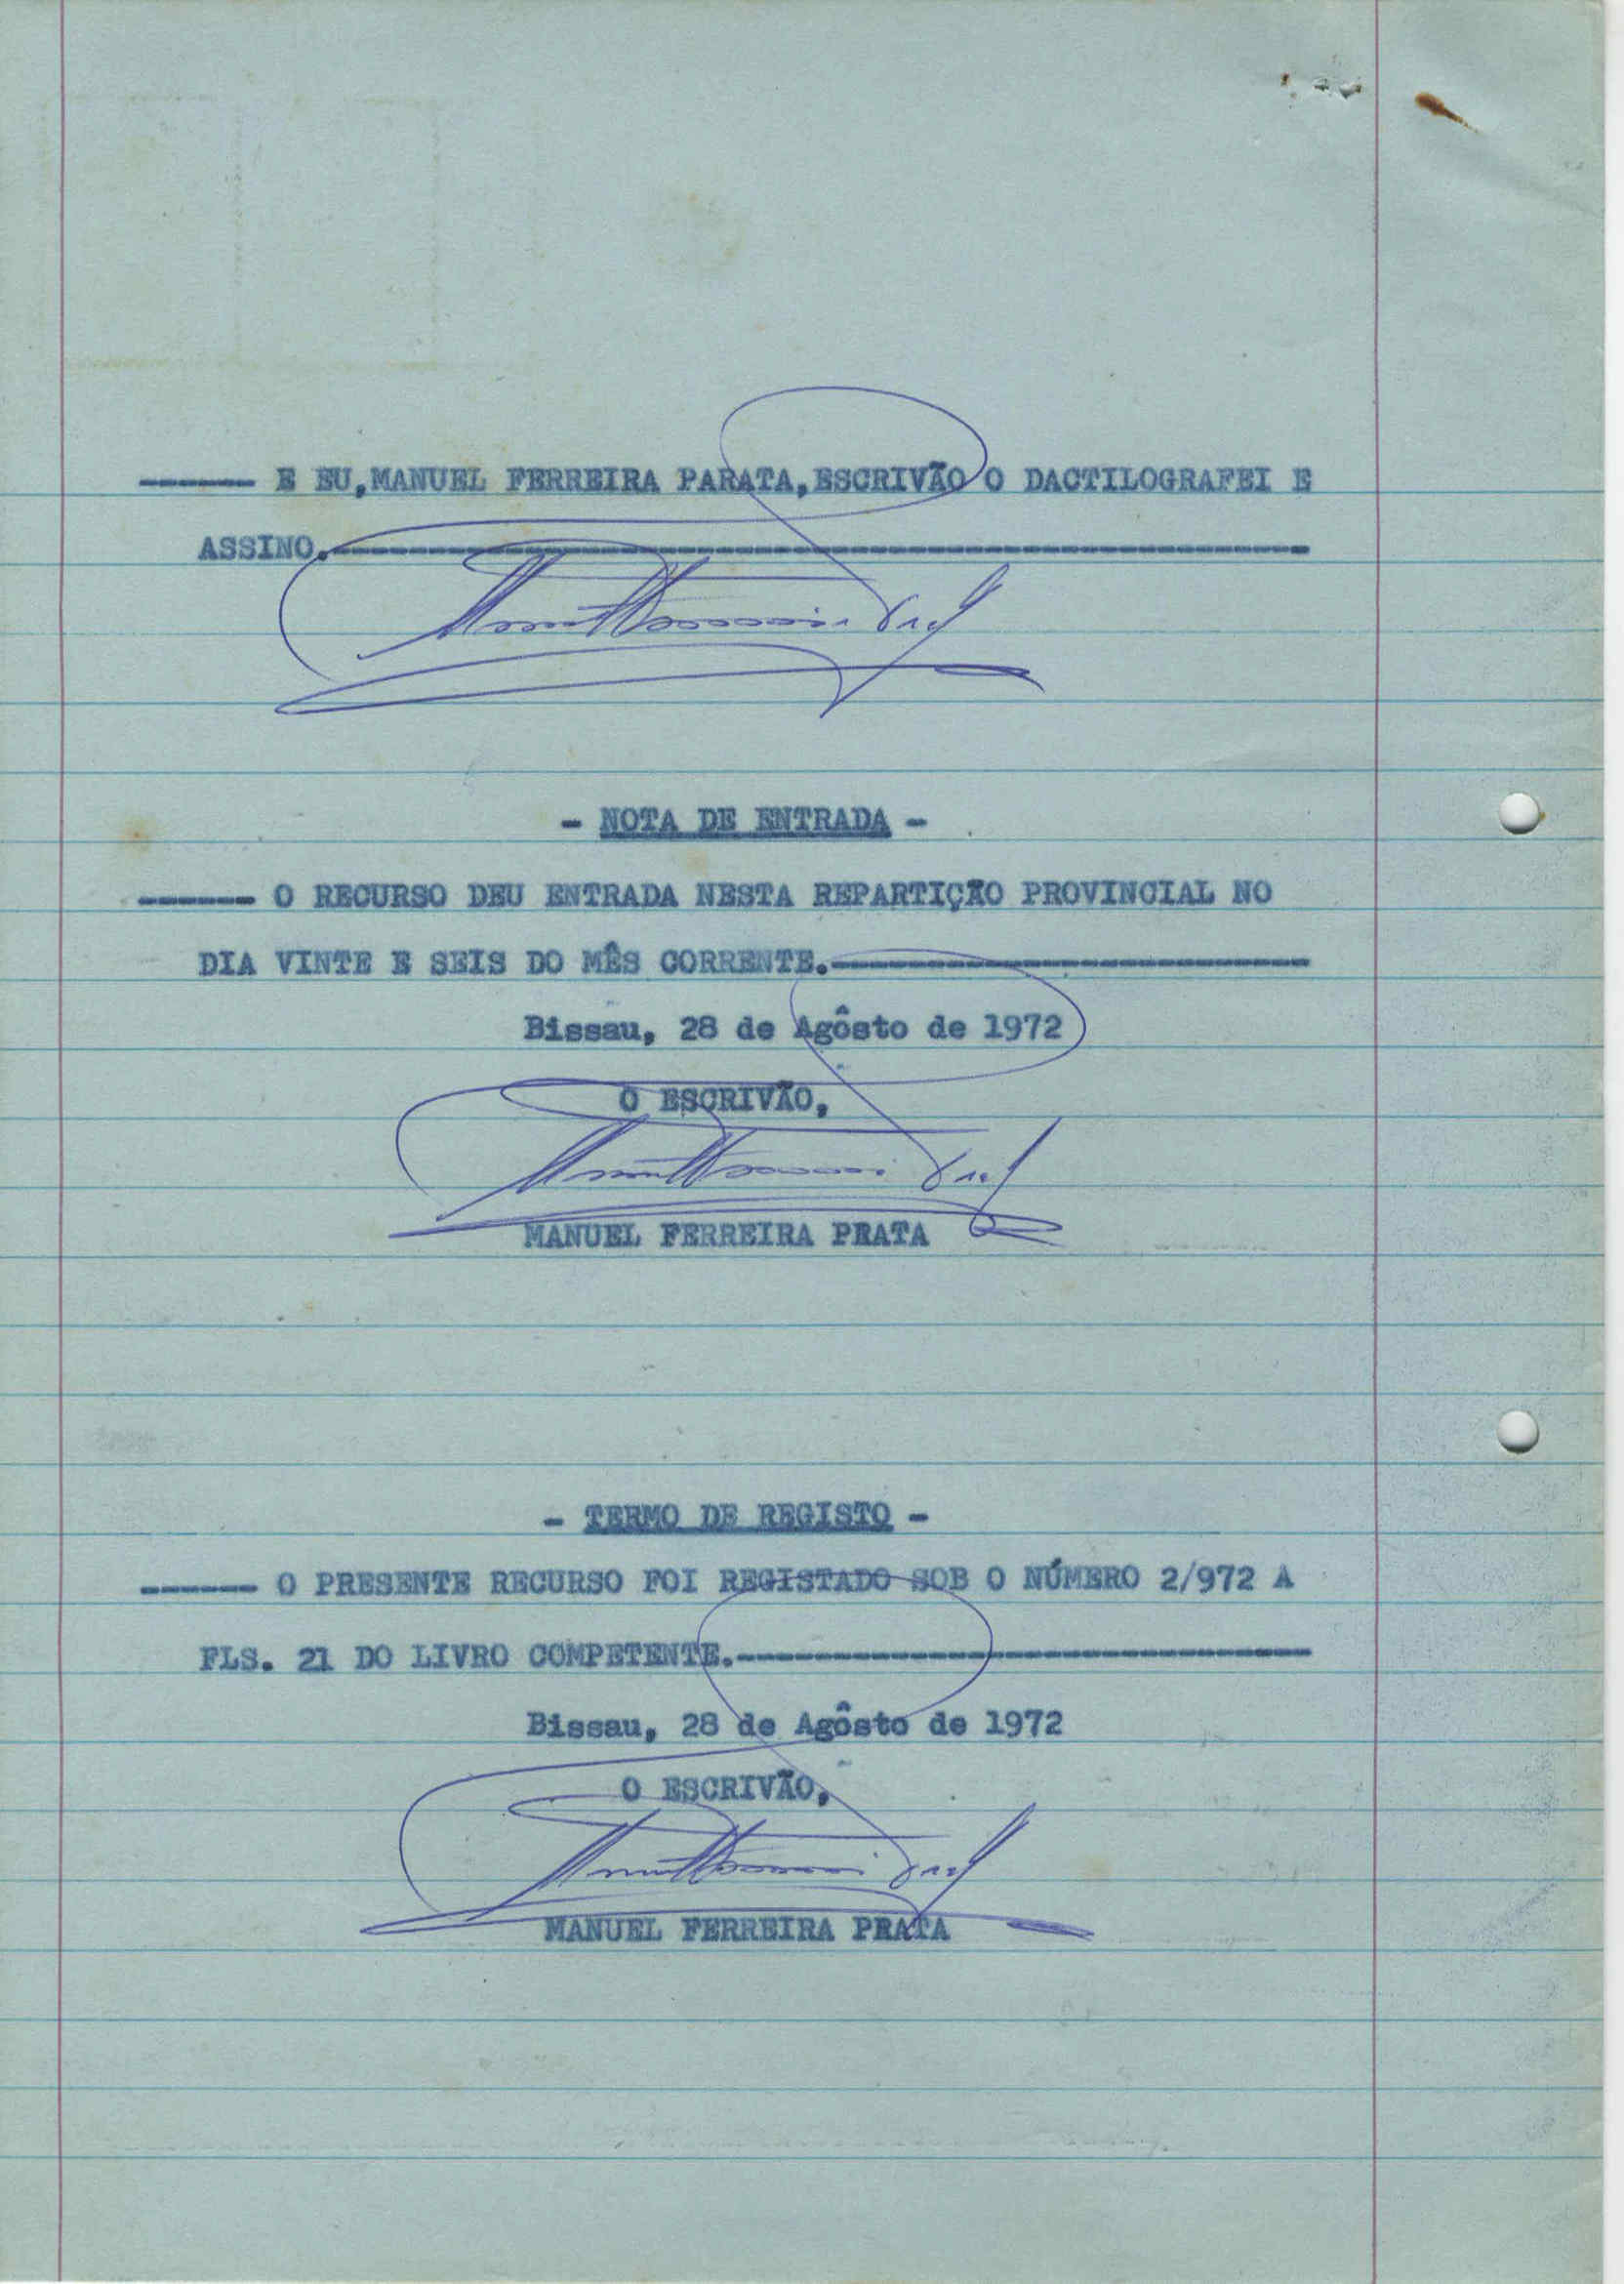 ------ E EU,MANUEL FERREIRA PARATA,ESCRIVÃO O DACTILOGRAFEI E
ASSINO.--------------------------------------------------
- NOTA DE ENTRADA -
------ O RECURSO DEU ENTRADA NESTA REPARTIÇÃO PROVINCIAL NO
DIA VINTE E SEIS DO MÊS CORRENTE.-------------------------
Bissau, 28 de Agôsto de 1972
O ESCRIVÃO,
MANUEL FERREIRA PRATA
- TERMO DE REGISTO -
------ O PRESENTE RECURSO FOI REGISTADO SOB O NÚMERO 2/972 A
FLS. 21 DO LIVRO COMPETENTE.------------------------------
Bissau, 28 de Agôsto de 1972
O ESCRIVÃO,
MANUEL FERREIRA PRATA